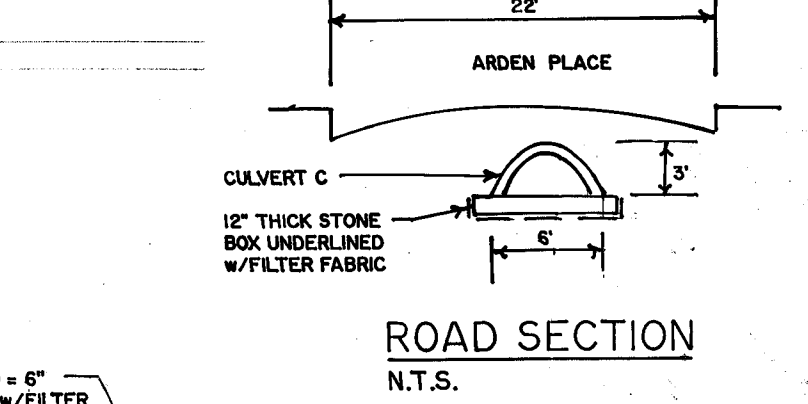 22'
ARDEN PLACE
CULVERT C
3'
12" THICK STONE
BOX UNDERLINED
w/FILTER FABRIC
6'
ROAD SECTION
N.T.S.
= 6"
w/FILTER